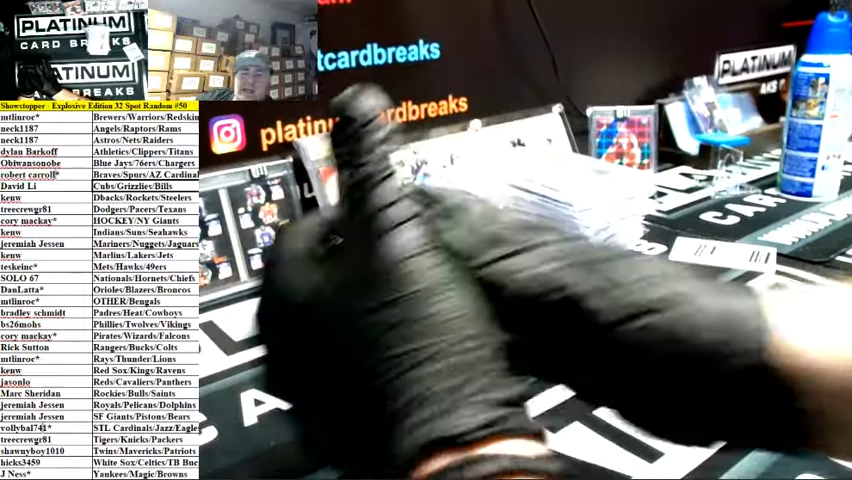 PLATINUM
CARD BREAKS
PLATINUM
Showstopper - Explosive Edition 32 Spot Random #50
mtlinroc* Brewers/Warriors/Redskin
neck1187 Angels/Raptors/Rams
neck1187 Astros/Nets/Raiders
dylan Barkoff Athletics/Clippers/Titans
Obiwansonobe Blue Jays/76ers/Chargers
robert carroll* Braves/Spurs/AZ Cardinal
David Li Cubs/Grizzlies/Bills
kenw Dbacks/Rockets/Steelers
treecrewgr81 Dodgers/Pacers/Texans
cory mackay* HOCKEY/NY Giants
kenw Indians/Suns/Seahawks
jeremiah Jessen Mariners/Nuggets/Jaguars
kenw Marlins/Lakers/Jets
teskeinc* Mets/Hawks/49ers
SOLO 67 Nationals/Hornets/Chiefs
DanLatta* Orioles/Blazers/Broncos
mtlinroc* OTHER/Bengals
bradley schmidt Padres/Heat/Cowboys
bs26mohs Phillies/Twolves/Vikings
cory mackay* Pirates/Wizards/Falcons
Rick Sutton Rangers/Bucks/Colts
mtlinroc* Rays/Thunder/Lions
kenw Red Sox/Kings/Ravens
jasonlo Reds/Cavaliers/Panthers
Marc Sheridan Rockies/Bulls/Saints
jeremiah Jessen Royals/Pelicans/Dolphins
jeremiah Jessen SF Giants/Pistons/Bears
vollybal741* STL Cardinals/Jazz/Eagle
treecrewgr81 Tigers/Knicks/Packers
shawnyboy1010 Twins/Mavericks/Patriots
hicks3459 White Sox/Celtics/TB Buc
J Ness* Yankees/Magic/Browns
tcardbreaks
platinu
rdbreaks
PLATINUM